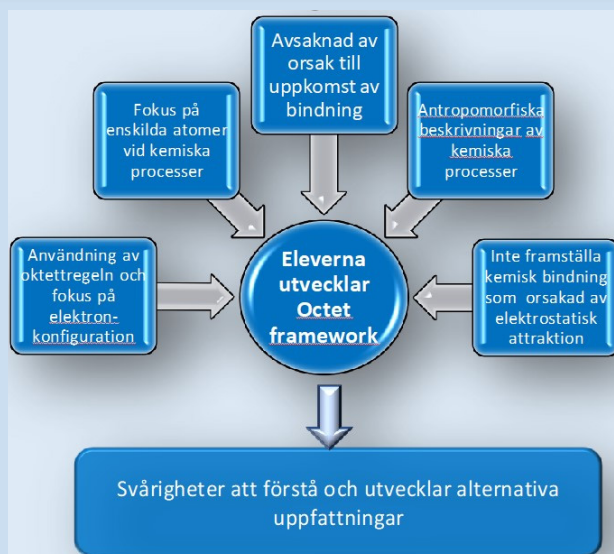 Avsaknad av
orsak till
uppkomst av
bindning
Fokus på
enskilda atomer
vid kemiska
processer
Antropomorfiska
beskrivningar av
kemiska
processer
Användning av
oktettregeln och
fokus på
elektron-
konfiguration
Eleverna
utvecklar
Octet
framework
Inte framställa
kemisk bindning
som orsakad av
elektrostatisk
attraktion
Svårigheter att förstå och utvecklar alternativa
uppfattningar